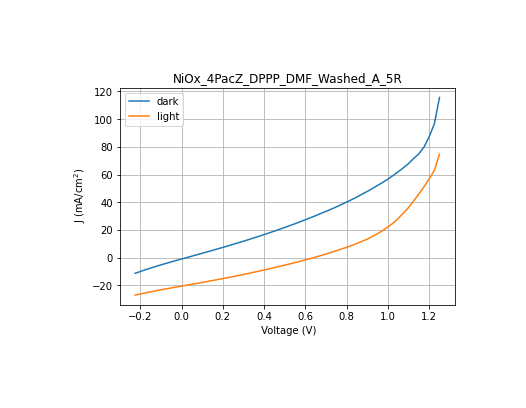 NiOx_4PacZ_DPPP_DMF_Washed_A_5R
dark
light
120
100
80
60
40
20
0
−20
J (mA/cm²)
−0.2 0.0 0.2 0.4 0.6 0.8 1.0 1.2
Voltage (V)